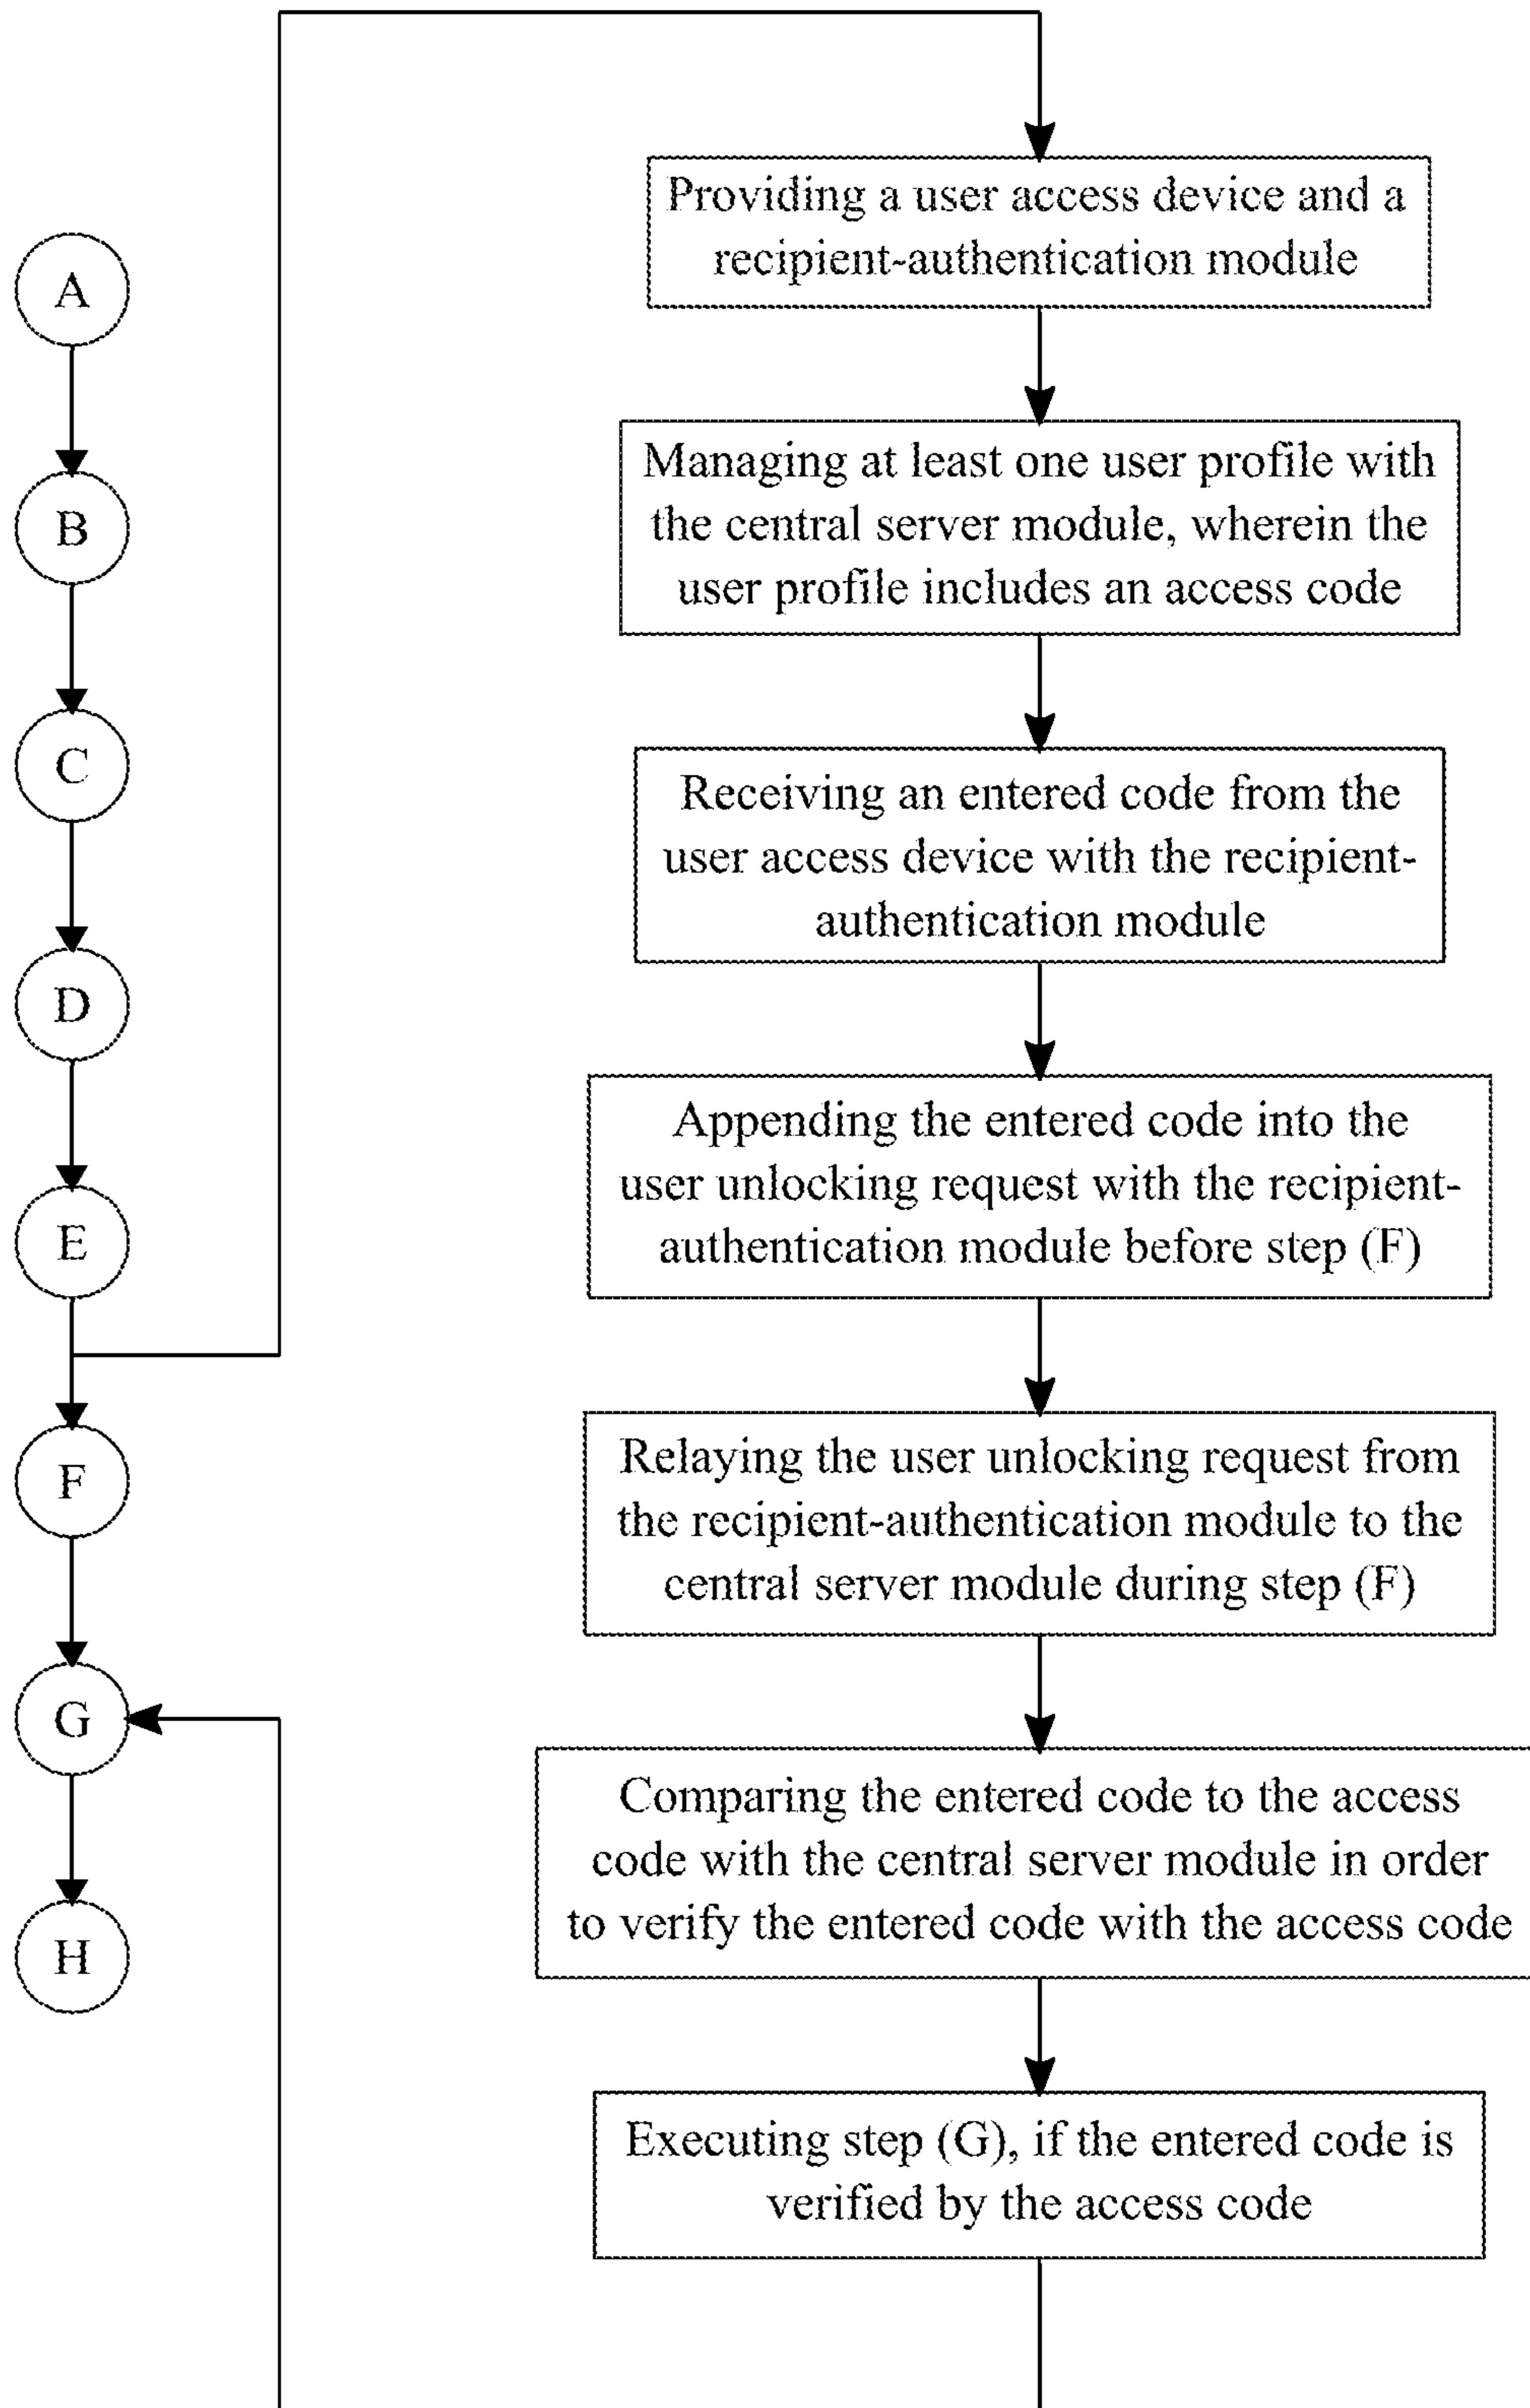 A
B
C
D
E
F
G
H
Providing a user access device and a
recipient-authentication module
Managing at least one user profile with
the central server module, wherein the
user profile includes an access code
Receiving an entered code from the
user access device with the recipient-
authentication module
Appending the entered code into the
user unlocking request with the recipient-
authentication module before step (F)
Relaying the user unlocking request from
the recipient-authentication module to the
central server module during step (F)
Comparing the entered code to the access
code with the central server module in order
to verify the entered code with the access code
Executing step (G), if the entered code is
verified by the access code